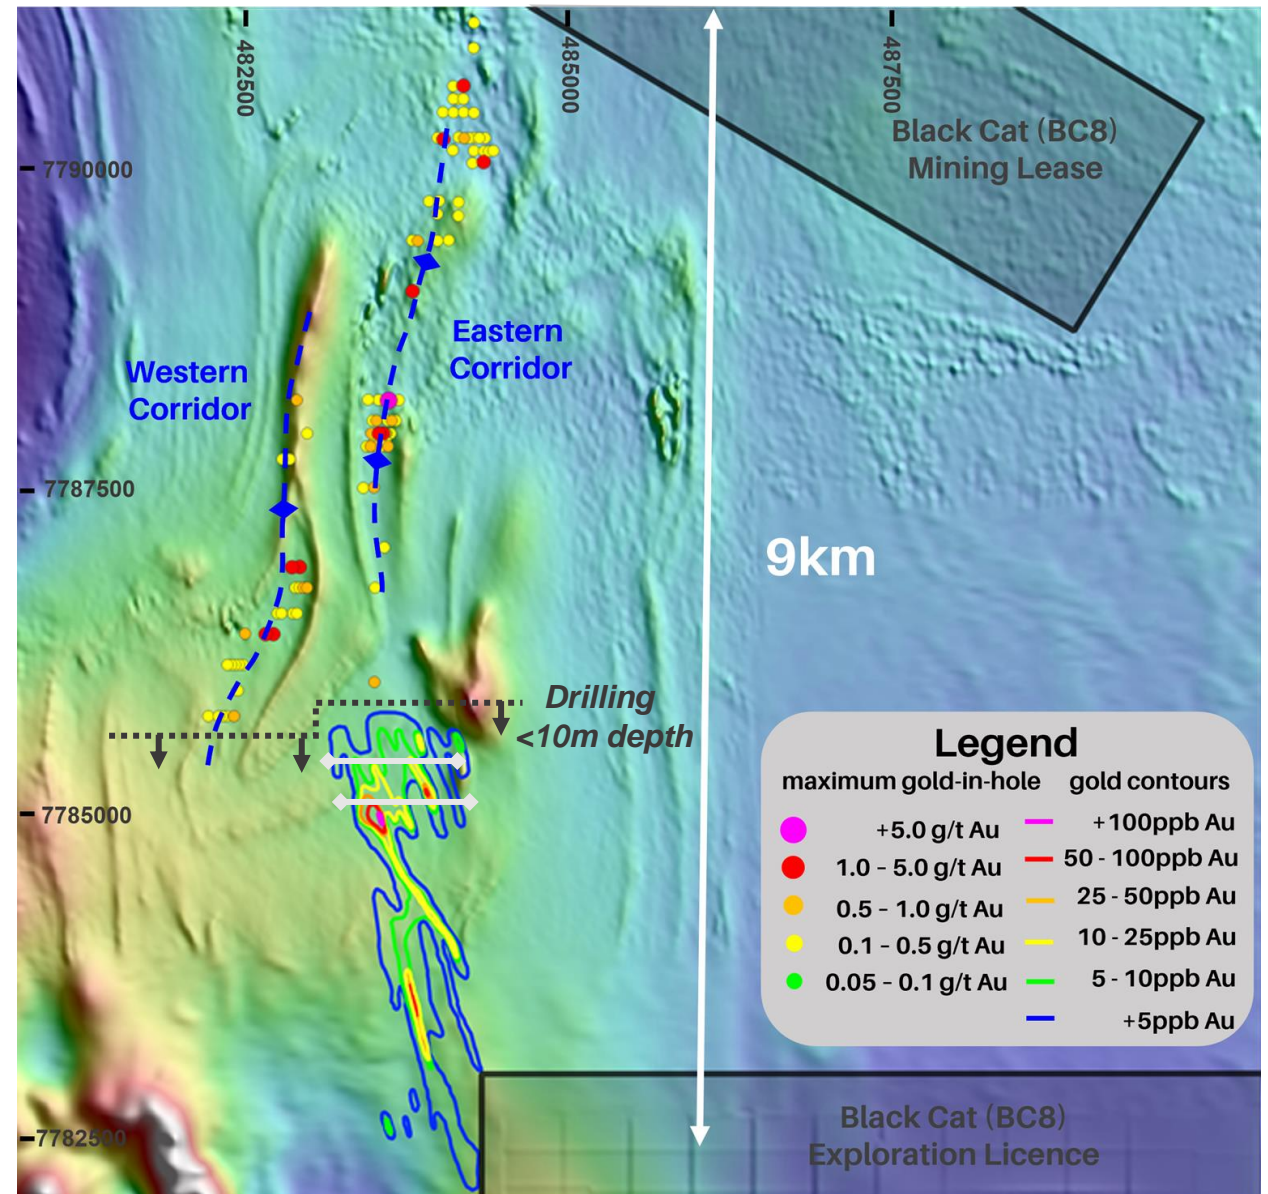 482500
485000
487500
Black Cat (BC8)
Mining Lease
7790000
Eastern
Corridor
Western
Corridor
7787500
9km
Drilling
<10m depth
7785000
Legend
maximum gold-in-hole
gold contours
+5.0 g/t Au
+100ppb Au
1.0 - 5.0 g/t Au
50 - 100ppb Au
0.5 - 1.0 g/t Au
25 - 50ppb Au
0.1 - 0.5 g/t Au
10 - 25ppb Au
0.05 - 0.1 g/t Au
5 - 10ppb Au
+5ppb Au
7782500
Black Cat (BC8)
Exploration Licence